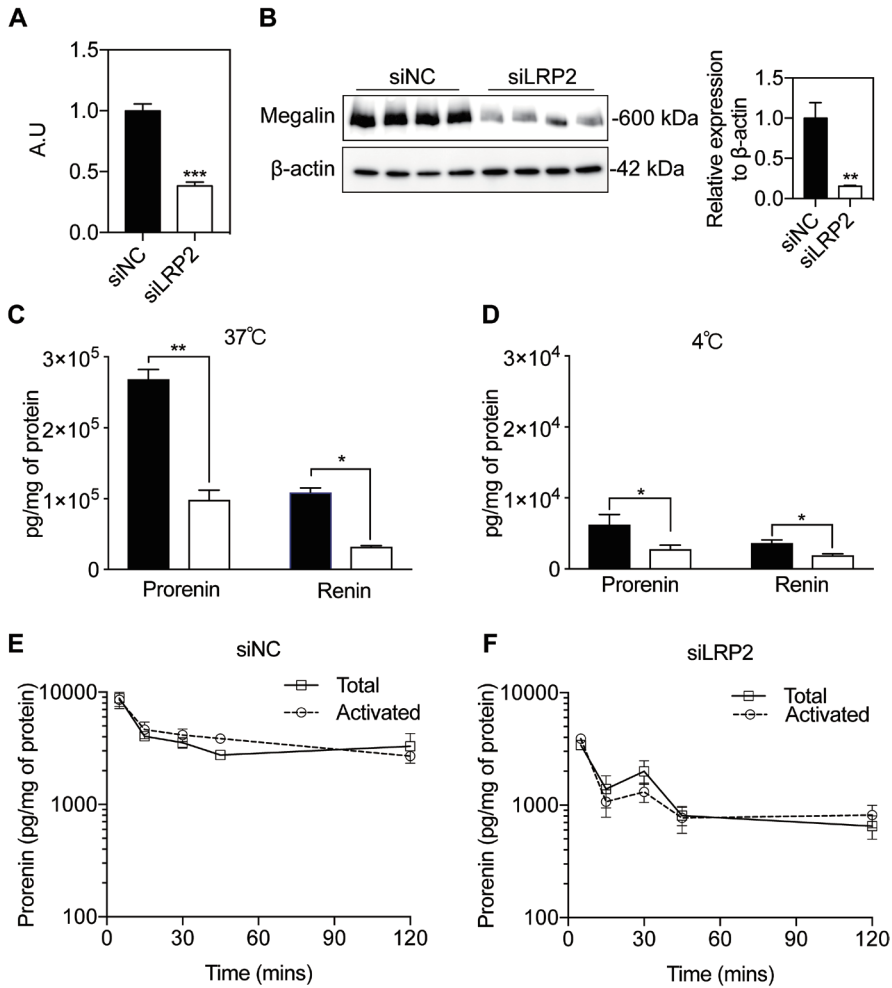 A
1.5
1.0
0.5
0.0
A.U
***
siNC
siLRP2
B
siNC
siLRP2
Megalin
-600 kDa
β-actin
-42 kDa
Relative expression
to β-actin
1.5
1.0
0.5
0.0
**
siNC
siLRP2
C
37℃
pg/mg of protein
3×10⁵
2×10⁵
1×10⁵
0
**
*
Prorenin
Renin
D
4℃
pg/mg of protein
3×10⁴
2×10⁴
1×10⁴
0
*
*
Prorenin
Renin
E
siNC
Total
Activated
Prorenin (pg/mg of protein)
10000
1000
100
0
30
60
90
120
Time (mins)
F
siLRP2
Total
Activated
Prorenin (pg/mg of protein)
10000
1000
100
0
30
60
90
120
Time (mins)